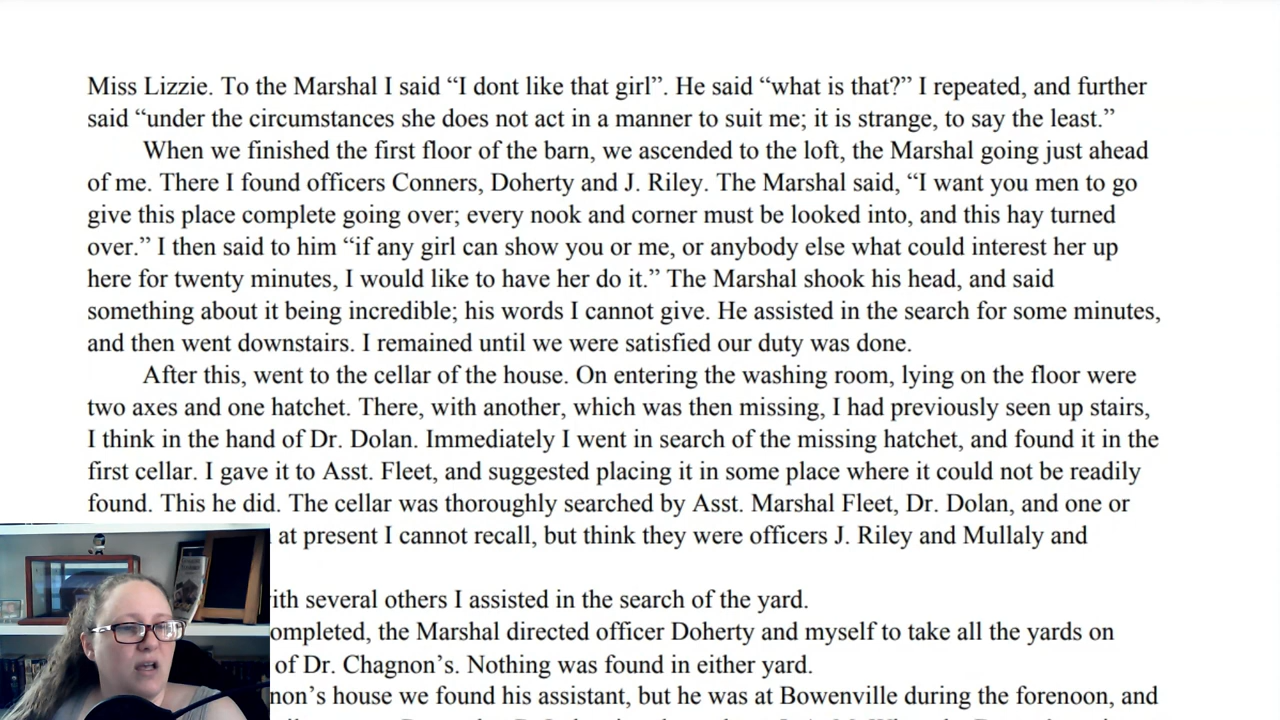 Miss Lizzie. To the Marshal I said “I dont like that girl”. He said “what is that?” I repeated, and further
said “under the circumstances she does not act in a manner to suit me; it is strange, to say the least.”
When we finished the first floor of the barn, we ascended to the loft, the Marshal going just ahead
of me. There I found officers Conners, Doherty and J. Riley. The Marshal said, “I want you men to go
give this place complete going over; every nook and corner must be looked into, and this hay turned
over.” I then said to him “if any girl can show you or me, or anybody else what could interest her up
here for twenty minutes, I would like to have her do it.” The Marshal shook his head, and said
something about it being incredible; his words I cannot give. He assisted in the search for some minutes,
and then went downstairs. I remained until we were satisfied our duty was done.
After this, went to the cellar of the house. On entering the washing room, lying on the floor were
two axes and one hatchet. There, with another, which was then missing, I had previously seen up stairs,
I think in the hand of Dr. Dolan. Immediately I went in search of the missing hatchet, and found it in the
first cellar. I gave it to Asst. Fleet, and suggested placing it in some place where it could not be readily
found. This he did. The cellar was thoroughly searched by Asst. Marshal Fleet, Dr. Dolan, and one or
at present I cannot recall, but think they were officers J. Riley and Mullaly and
with several others I assisted in the search of the yard.
completed, the Marshal directed officer Doherty and myself to take all the yards on
of Dr. Chagnon’s. Nothing was found in either yard.
non’s house we found his assistant, but he was at Bowenville during the forenoon, and